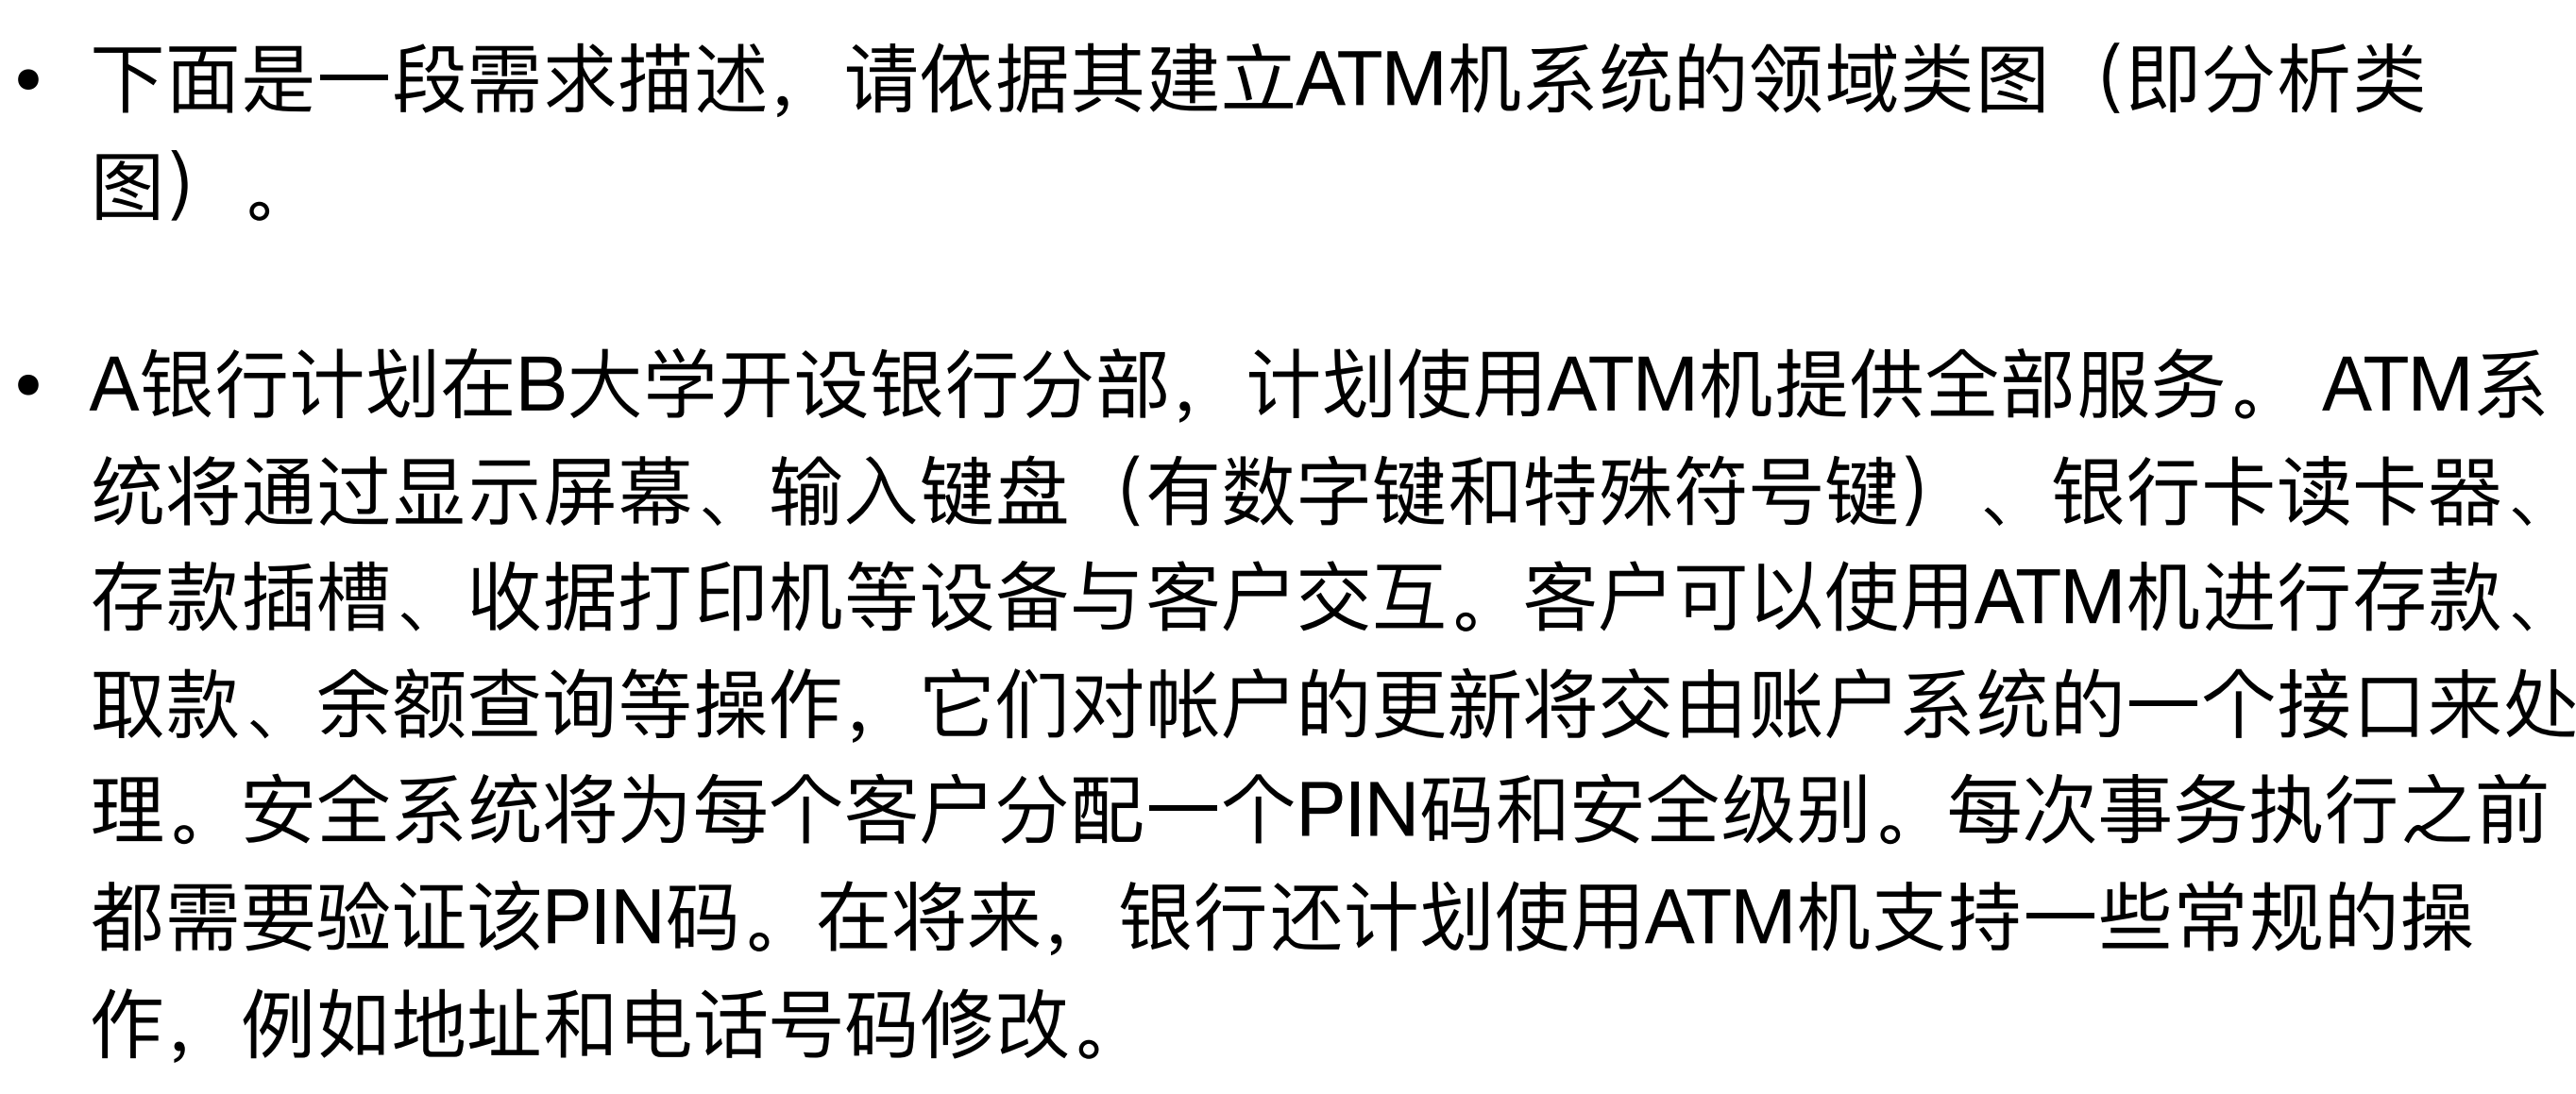 • 下面是一段需求描述，请依据其建立ATM机系统的领域类图（即分析类
图）。
• A银行计划在B大学开设银行分部，计划使用ATM机提供全部服务。 ATM系
统将通过显示屏幕、输入键盘（有数字键和特殊符号键）、银行卡读卡器、
存款插槽、收据打印机等设备与客户交互。客户可以使用ATM机进行存款、
取款、余额查询等操作，它们对帐户的更新将交由账户系统的一个接口来处
理。安全系统将为每个客户分配一个PIN码和安全级别。每次事务执行之前
都需要验证该PIN码。在将来，银行还计划使用ATM机支持一些常规的操
作，例如地址和电话号码修改。